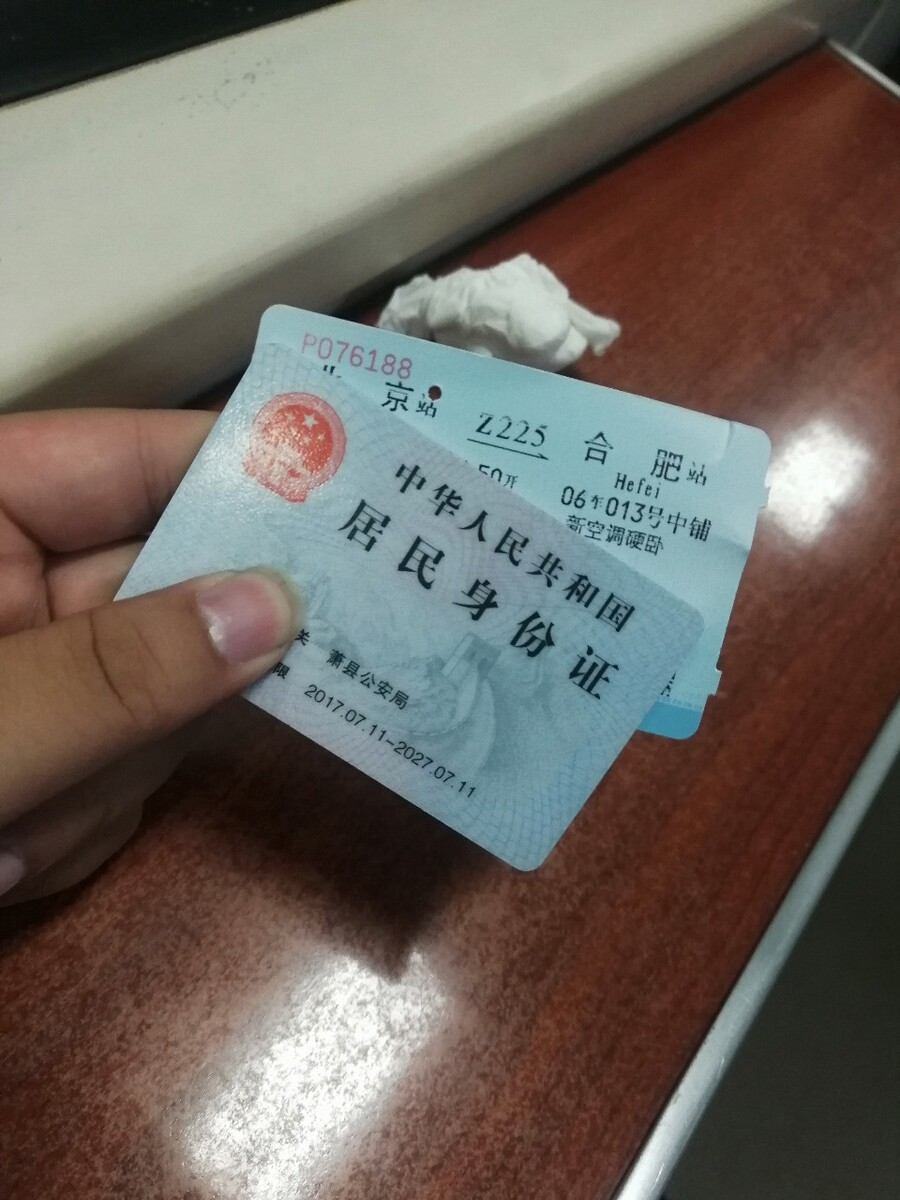 P076188
京站 Z225 合肥站
Hefei
50开 06车013号中铺
新空调硬卧
中华人民共和国
居民身份证
关 萧县公安局
限 2017.07.11-2027.07.11